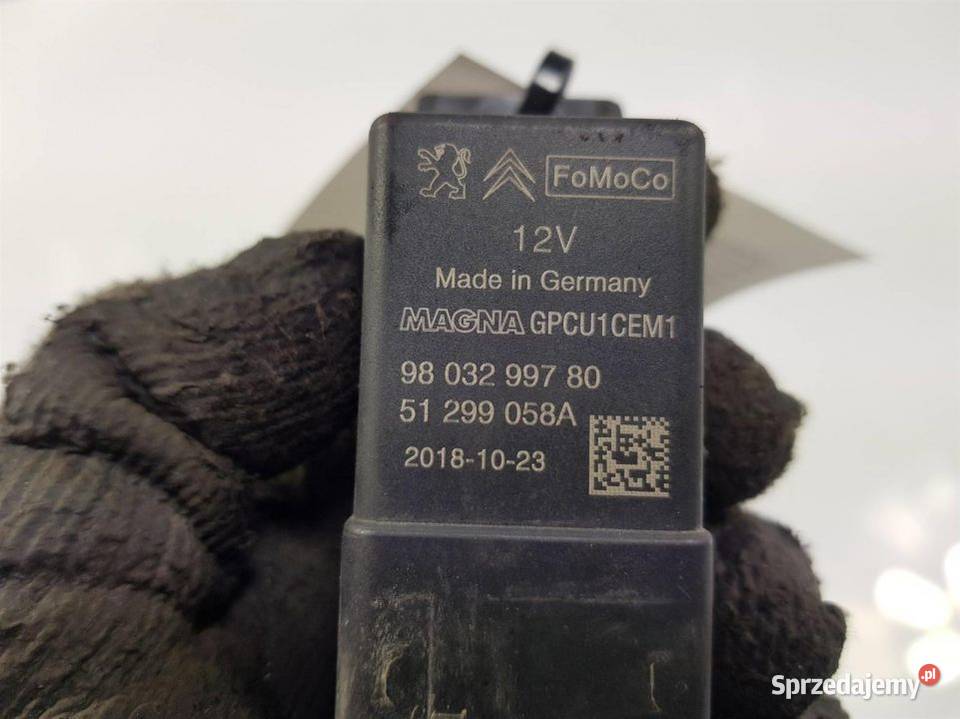 FoMoCo
12V
Made in Germany
MAGNA GPCU1CEM1
98 032 997 80
51 299 058A
2018-10-23
Sprzedajemy.pl